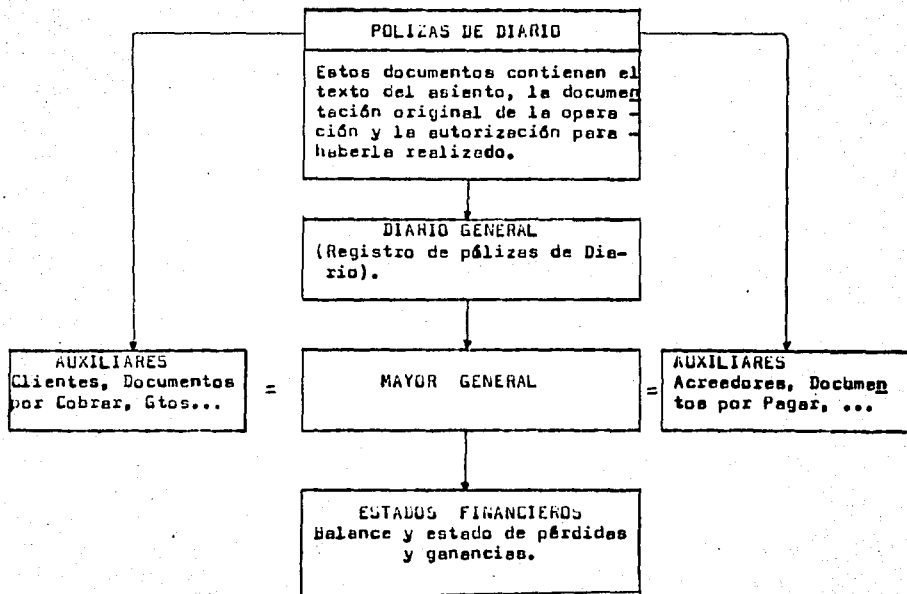 POLIZAS DE DIARIO
Estos documentos contienen el
texto del asiento, la documen
tación original de la opera -
ción y la autorización para -
haberla realizado.
DIARIO GENERAL
(Registro de pólizas de Dia-
rio).
AUXILIARES
Clientes, Documentos
por Cobrar, Gtos...
=
MAYOR GENERAL
=
AUXILIARES
Acreedores, Documen
tos por Pagar, ...
ESTADOS FINANCIEROS
Balance y estado de pérdidas
y ganancias.